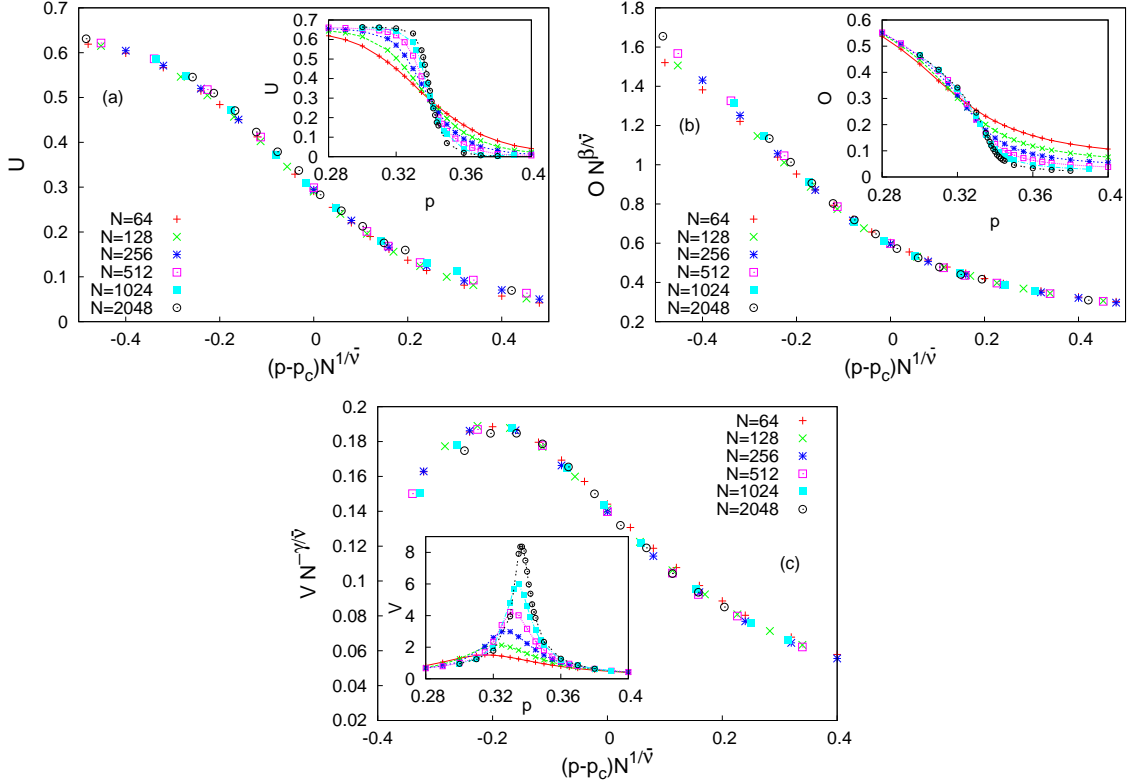 U
0.7
0.6
0.5
0.4
0.3
0.2
0.1
0
-0.4 -0.2 0 0.2 0.4
(p-p_c)N^{1/ν̄}
(a)
N=64
N=128
N=256
N=512
N=1024
N=2048
U
0.7
0.6
0.5
0.4
0.3
0.2
0.1
0
0.28 0.32 0.36 0.4
p
O N^{β/ν̄}
1.8
1.6
1.4
1.2
1
0.8
0.6
0.4
0.2
-0.4 -0.2 0 0.2 0.4
(p-p_c)N^{1/ν̄}
(b)
N=64
N=128
N=256
N=512
N=1024
N=2048
O
0.6
0.5
0.4
0.3
0.2
0.1
0
0.28 0.32 0.36 0.4
p
V N^{-γ/ν̄}
0.2
0.18
0.16
0.14
0.12
0.1
0.08
0.06
0.04
0.02
-0.4 -0.2 0 0.2 0.4
(p-p_c)N^{1/ν̄}
(c)
N=64
N=128
N=256
N=512
N=1024
N=2048
V
8
6
4
2
0
0.28 0.32 0.36 0.4
p